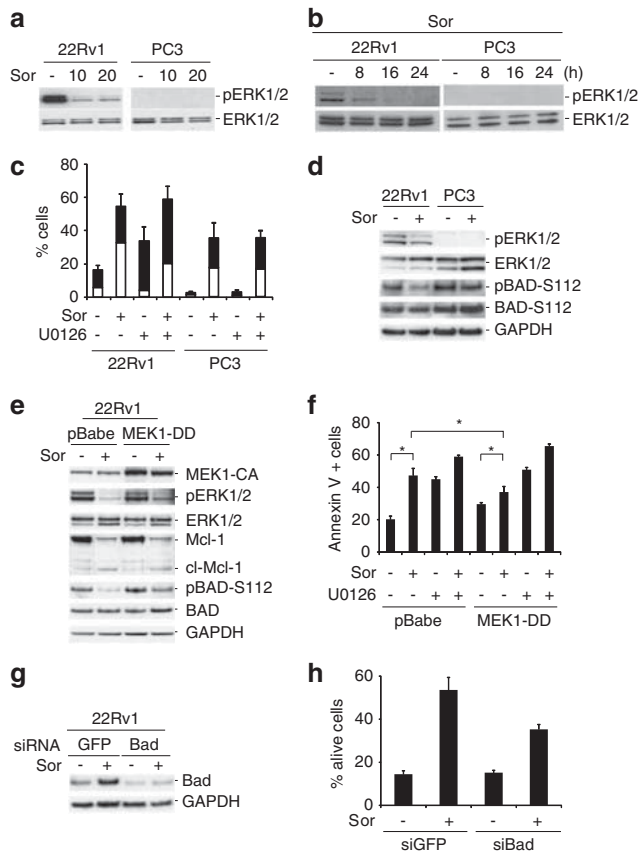 a
22Rv1 PC3
Sor - 10 20 - 10 20
pERK1/2
ERK1/2
b
Sor
22Rv1 PC3
- 8 16 24 - 8 16 24 (h)
pERK1/2
ERK1/2
c
% cells
80
60
40
20
0
Sor - + - + - + - +
U0126 - - + + - - + +
22Rv1 PC3
d
22Rv1 PC3
Sor - + - +
pERK1/2
ERK1/2
pBAD-S112
BAD-S112
GAPDH
e
22Rv1
pBabe MEK1-DD
Sor - + - +
MEK1-CA
pERK1/2
ERK1/2
Mcl-1
cl-Mcl-1
pBAD-S112
BAD
GAPDH
f
Annexin V + cells
80
60
40
20
0
* * *
Sor - + - + - + - +
U0126 - - + + - - + +
pBabe MEK1-DD
g
22Rv1
siRNA GFP Bad
Sor - + - +
Bad
GAPDH
h
% alive cells
60
40
20
0
Sor - + - +
siGFP siBad